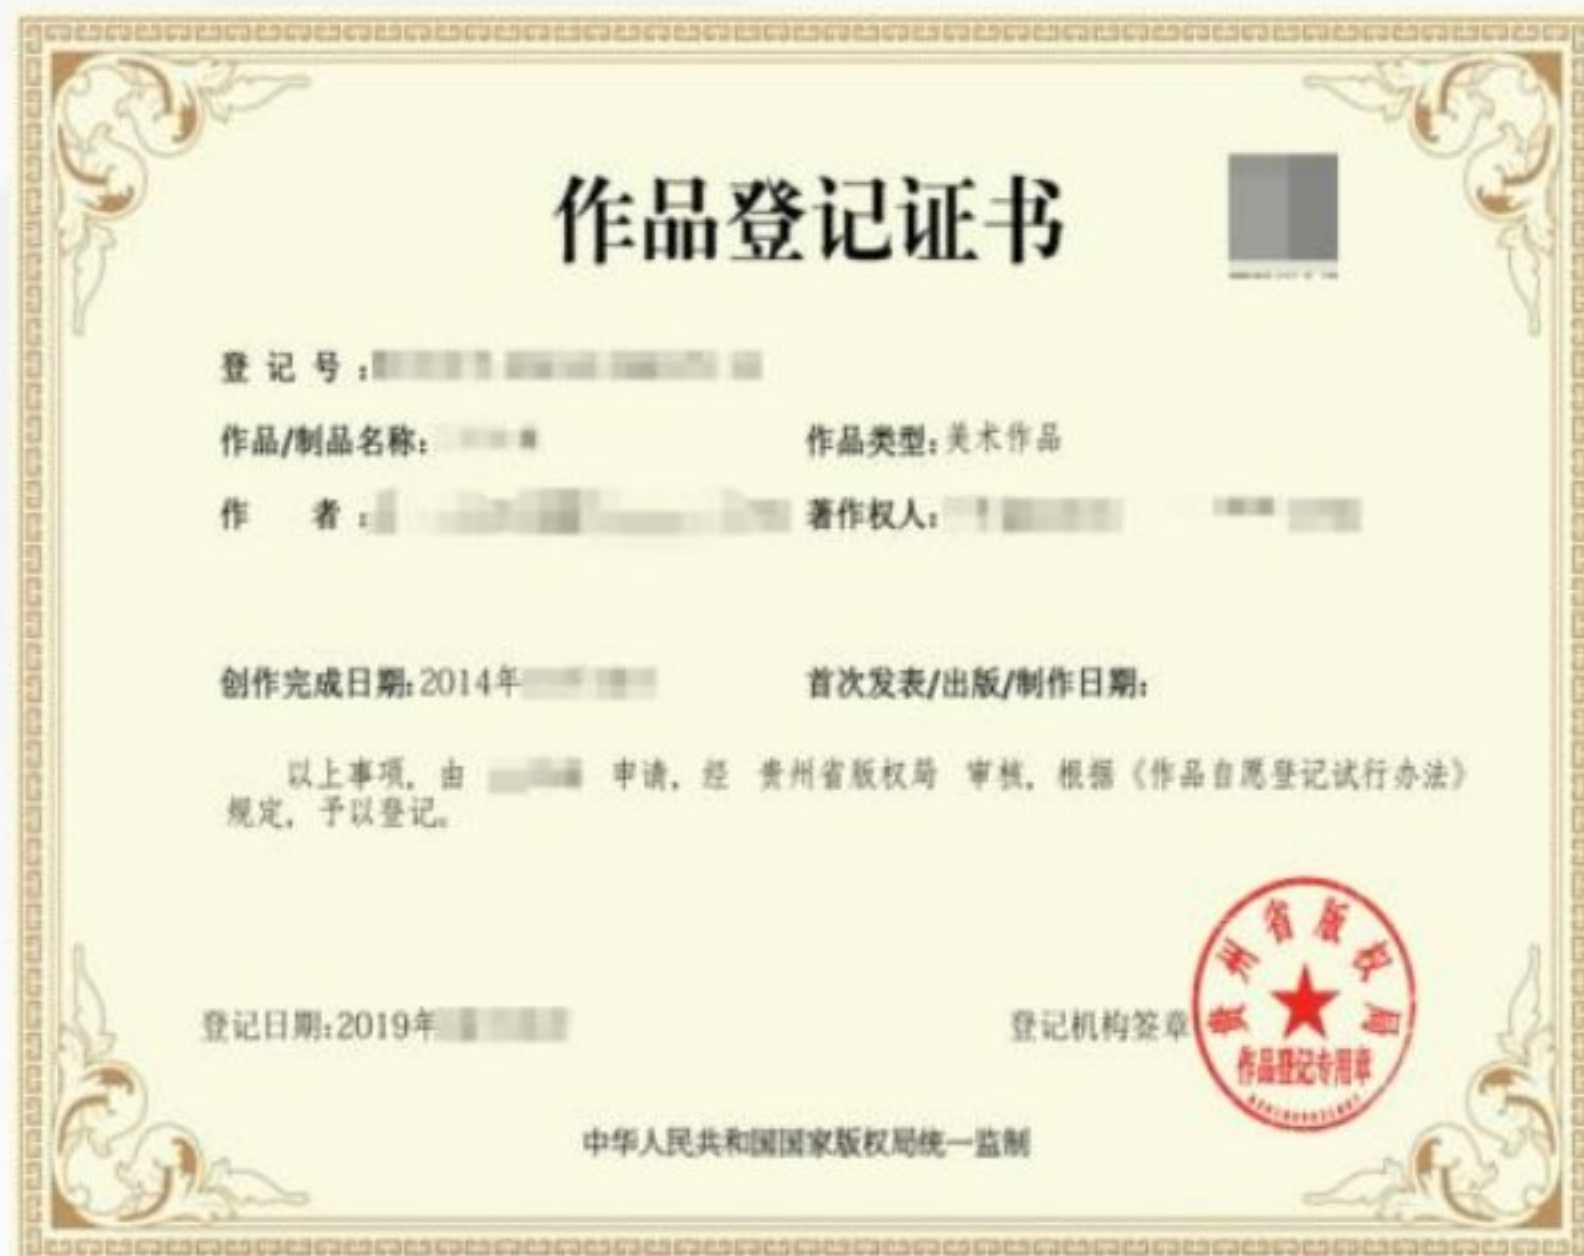 作品登记证书
登 记 号：
作品/制品名称： 作品类型：美术作品
作 者： 著作权人：
创作完成日期：2014年 首次发表/出版/制作日期：
以上事项，由 申请，经 贵州省版权局 审核，根据《作品自愿登记试行办法》
规定，予以登记。
登记日期：2019年 登记机构签章
贵州省版权局
作品登记专用章
中华人民共和国国家版权局统一监制